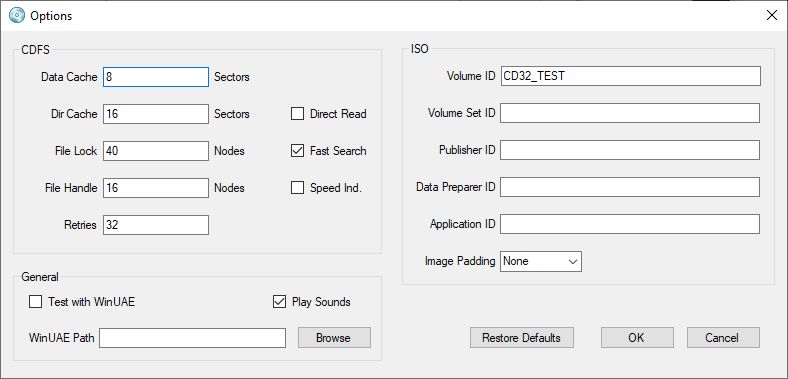 Options
CDFS
Data Cache 8 Sectors
Dir Cache 16 Sectors Direct Read
File Lock 40 Nodes Fast Search
File Handle 16 Nodes Speed Ind.
Retries 32
General
Test with WinUAE Play Sounds
WinUAE Path Browse
ISO
Volume ID CD32_TEST
Volume Set ID
Publisher ID
Data Preparer ID
Application ID
Image Padding None
Restore Defaults OK Cancel